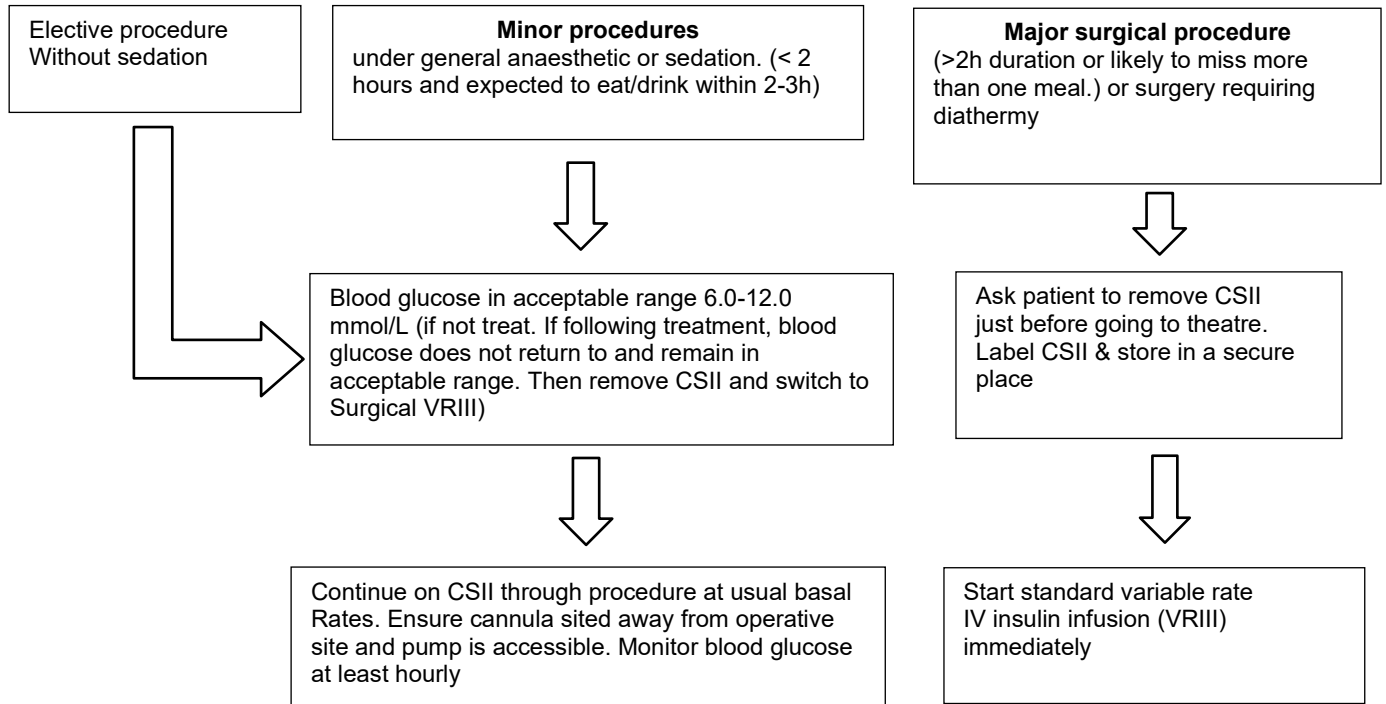 Elective procedure
Without sedation
Minor procedures
under general anaesthetic or sedation. (< 2
hours and expected to eat/drink within 2-3h)
Major surgical procedure
(>2h duration or likely to miss more
than one meal.) or surgery requiring
diathermy
Blood glucose in acceptable range 6.0-12.0
mmol/L (if not treat. If following treatment, blood
glucose does not return to and remain in
acceptable range. Then remove CSII and switch to
Surgical VRIII)
Ask patient to remove CSII
just before going to theatre.
Label CSII & store in a secure
place
Continue on CSII through procedure at usual basal
Rates. Ensure cannula sited away from operative
site and pump is accessible. Monitor blood glucose
at least hourly
Start standard variable rate
IV insulin infusion (VRIII)
immediately